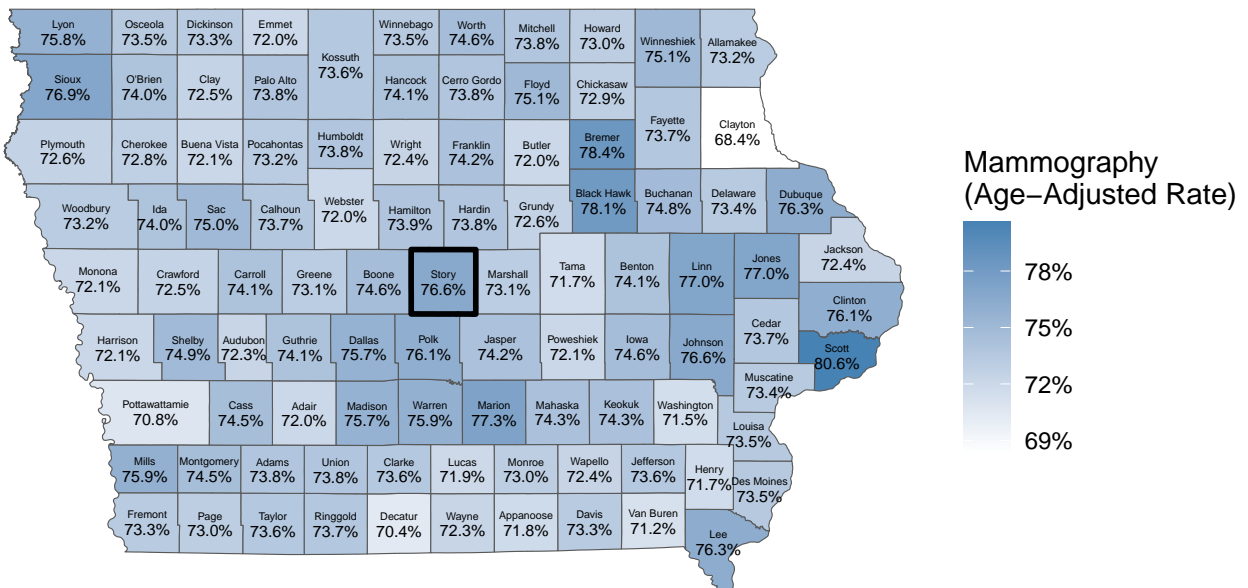 Lyon
75.8%
Osceola
73.5%
Dickinson
73.3%
Emmet
72.0%
Kossuth
73.6%
Winnebago
73.5%
Worth
74.6%
Mitchell
73.8%
Howard
73.0%
Winneshiek
75.1%
Allamakee
73.2%
Sioux
76.9%
O'Brien
74.0%
Clay
72.5%
Palo Alto
73.8%
Hancock
74.1%
Cerro Gordo
73.8%
Floyd
75.1%
Chickasaw
72.9%
Fayette
73.7%
Clayton
68.4%
Plymouth
72.6%
Cherokee
72.8%
Buena Vista
72.1%
Pocahontas
73.2%
Humboldt
73.8%
Wright
72.4%
Franklin
74.2%
Butler
72.0%
Bremer
78.4%
Woodbury
73.2%
Ida
74.0%
Sac
75.0%
Calhoun
73.7%
Webster
72.0%
Hamilton
73.9%
Hardin
73.8%
Grundy
72.6%
Black Hawk
78.1%
Buchanan
74.8%
Delaware
73.4%
Dubuque
76.3%
Monona
72.1%
Crawford
72.5%
Carroll
74.1%
Greene
73.1%
Boone
74.6%
Story
76.6%
Marshall
73.1%
Tama
71.7%
Benton
74.1%
Linn
77.0%
Jones
77.0%
Jackson
72.4%
Clinton
76.1%
Harrison
72.1%
Shelby
74.9%
Audubon
72.3%
Guthrie
74.1%
Dallas
75.7%
Polk
76.1%
Jasper
74.2%
Poweshiek
72.1%
Iowa
74.6%
Johnson
76.6%
Cedar
73.7%
Scott
80.6%
Muscatine
73.4%
Pottawattamie
70.8%
Cass
74.5%
Adair
72.0%
Madison
75.7%
Warren
75.9%
Marion
77.3%
Mahaska
74.3%
Keokuk
74.3%
Washington
71.5%
Louisa
73.5%
Mills
75.9%
Montgomery
74.5%
Adams
73.8%
Union
73.8%
Clarke
73.6%
Lucas
71.9%
Monroe
73.0%
Wapello
72.4%
Jefferson
73.6%
Henry
71.7%
Des Moines
73.5%
Fremont
73.3%
Page
73.0%
Taylor
73.6%
Ringgold
73.7%
Decatur
70.4%
Wayne
72.3%
Appanoose
71.8%
Davis
73.3%
Van Buren
71.2%
Lee
76.3%
Mammography
(Age−Adjusted Rate)
78%
75%
72%
69%